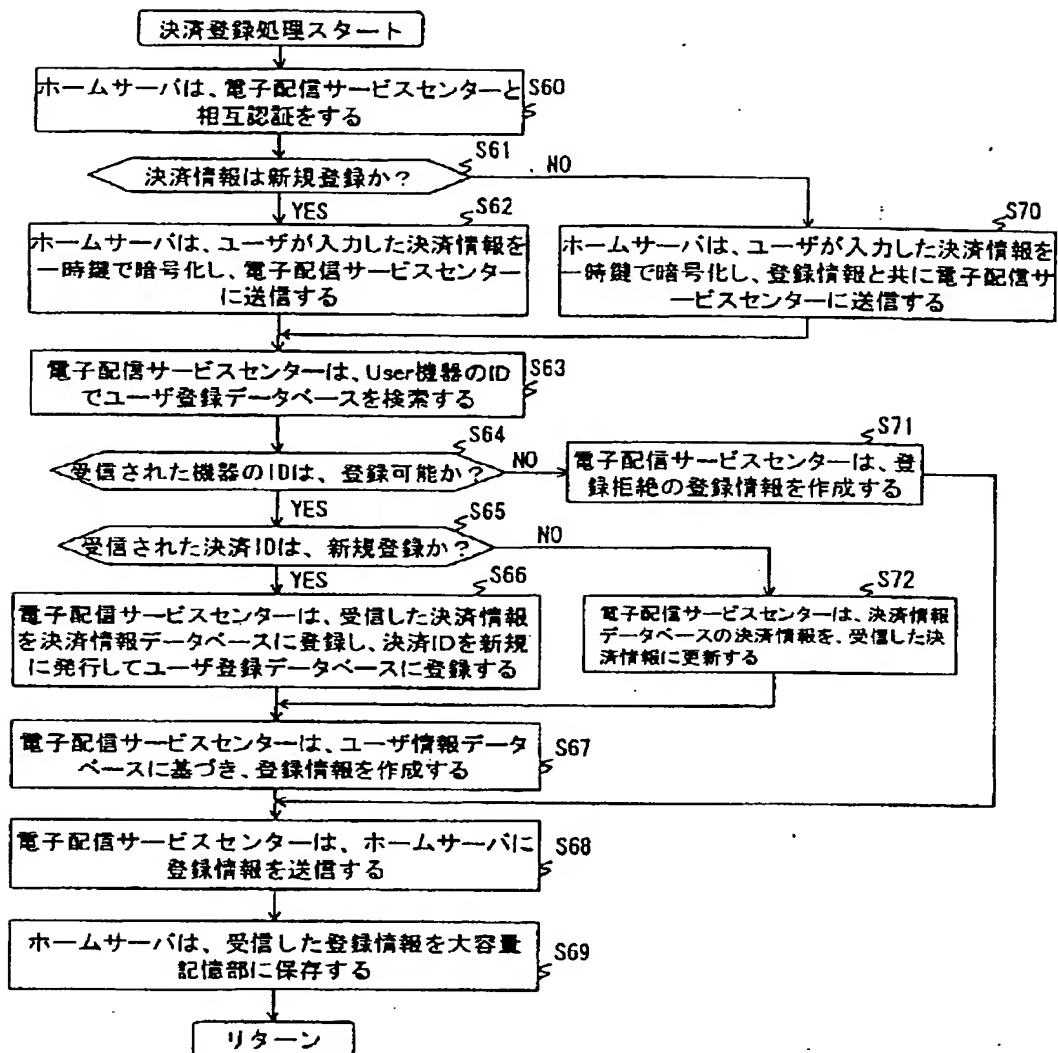 決済登録処理スタート
ホームサーバは、電子配信サービスセンターと
相互認証をする
S60
S61
決済情報は新規登録か?
NO
YES
S62
ホームサーバは、ユーザが入力した決済情報を
一時鍵で暗号化し、電子配信サービスセンター
に送信する
S70
ホームサーバは、ユーザが入力した決済情報を
一時鍵で暗号化し、登録情報と共に電子配信サ
ービスセンターに送信する
電子配信サービスセンターは、User機器のID
でユーザ登録データベースを検索する
S63
S64
受信された機器のIDは、登録可能か?
NO
YES
S71
電子配信サービスセンターは、登
録拒絶の登録情報を作成する
S65
受信された決済IDは、新規登録か?
NO
YES
S66
電子配信サービスセンターは、受信した決済情報
を決済情報データベースに登録し、決済IDを新規
に発行してユーザ登録データベースに登録する
S72
電子配信サービスセンターは、決済情報
データベースの決済情報を、受信した決
済情報に更新する
電子配信サービスセンターは、ユーザ情報データ
ベースに基づき、登録情報を作成する
S67
電子配信サービスセンターは、ホームサーバに
登録情報を送信する
S68
ホームサーバは、受信した登録情報を大容量
記憶部に保存する
S69
リターン